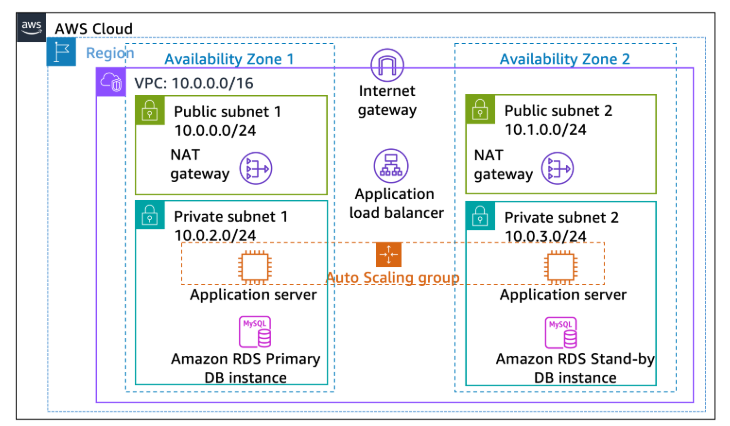 aws
AWS Cloud
Region
Availability Zone 1
Availability Zone 2
VPC: 10.0.0.0/16
Internet
gateway
Public subnet 1
10.0.0.0/24
NAT
gateway
Public subnet 2
10.1.0.0/24
NAT
gateway
Application
load balancer
Private subnet 1
10.0.2.0/24
Private subnet 2
10.0.3.0/24
Auto Scaling group
Application server
Application server
MySQL
Amazon RDS Primary
DB instance
MySQL
Amazon RDS Stand-by
DB instance